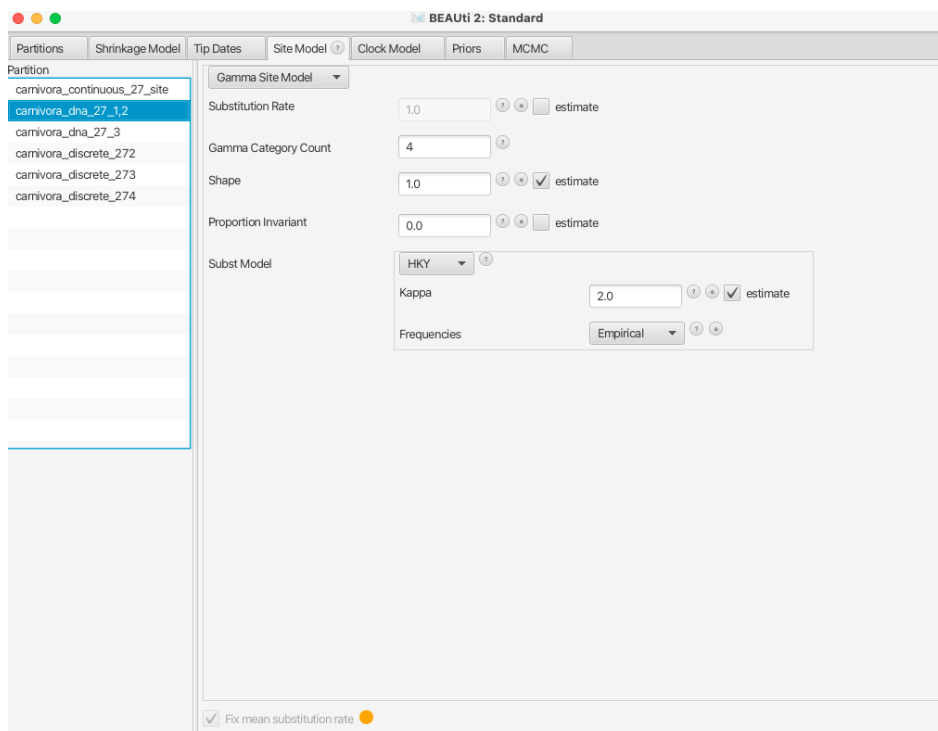 BEAUti 2: Standard
Partitions Shrinkage Model Tip Dates Site Model ? Clock Model Priors MCMC
Partition
carnivora_continuous_27_site
carnivora_dna_27_1,2
carnivora_dna_27_3
carnivora_discrete_272
carnivora_discrete_273
carnivora_discrete_274
Gamma Site Model
Substitution Rate 1.0 ? estimate
Gamma Category Count 4 ?
Shape 1.0 ? estimate
Proportion Invariant 0.0 ? estimate
Subst Model HKY ?
Kappa 2.0 ? estimate
Frequencies Empirical ?
Fix mean substitution rate